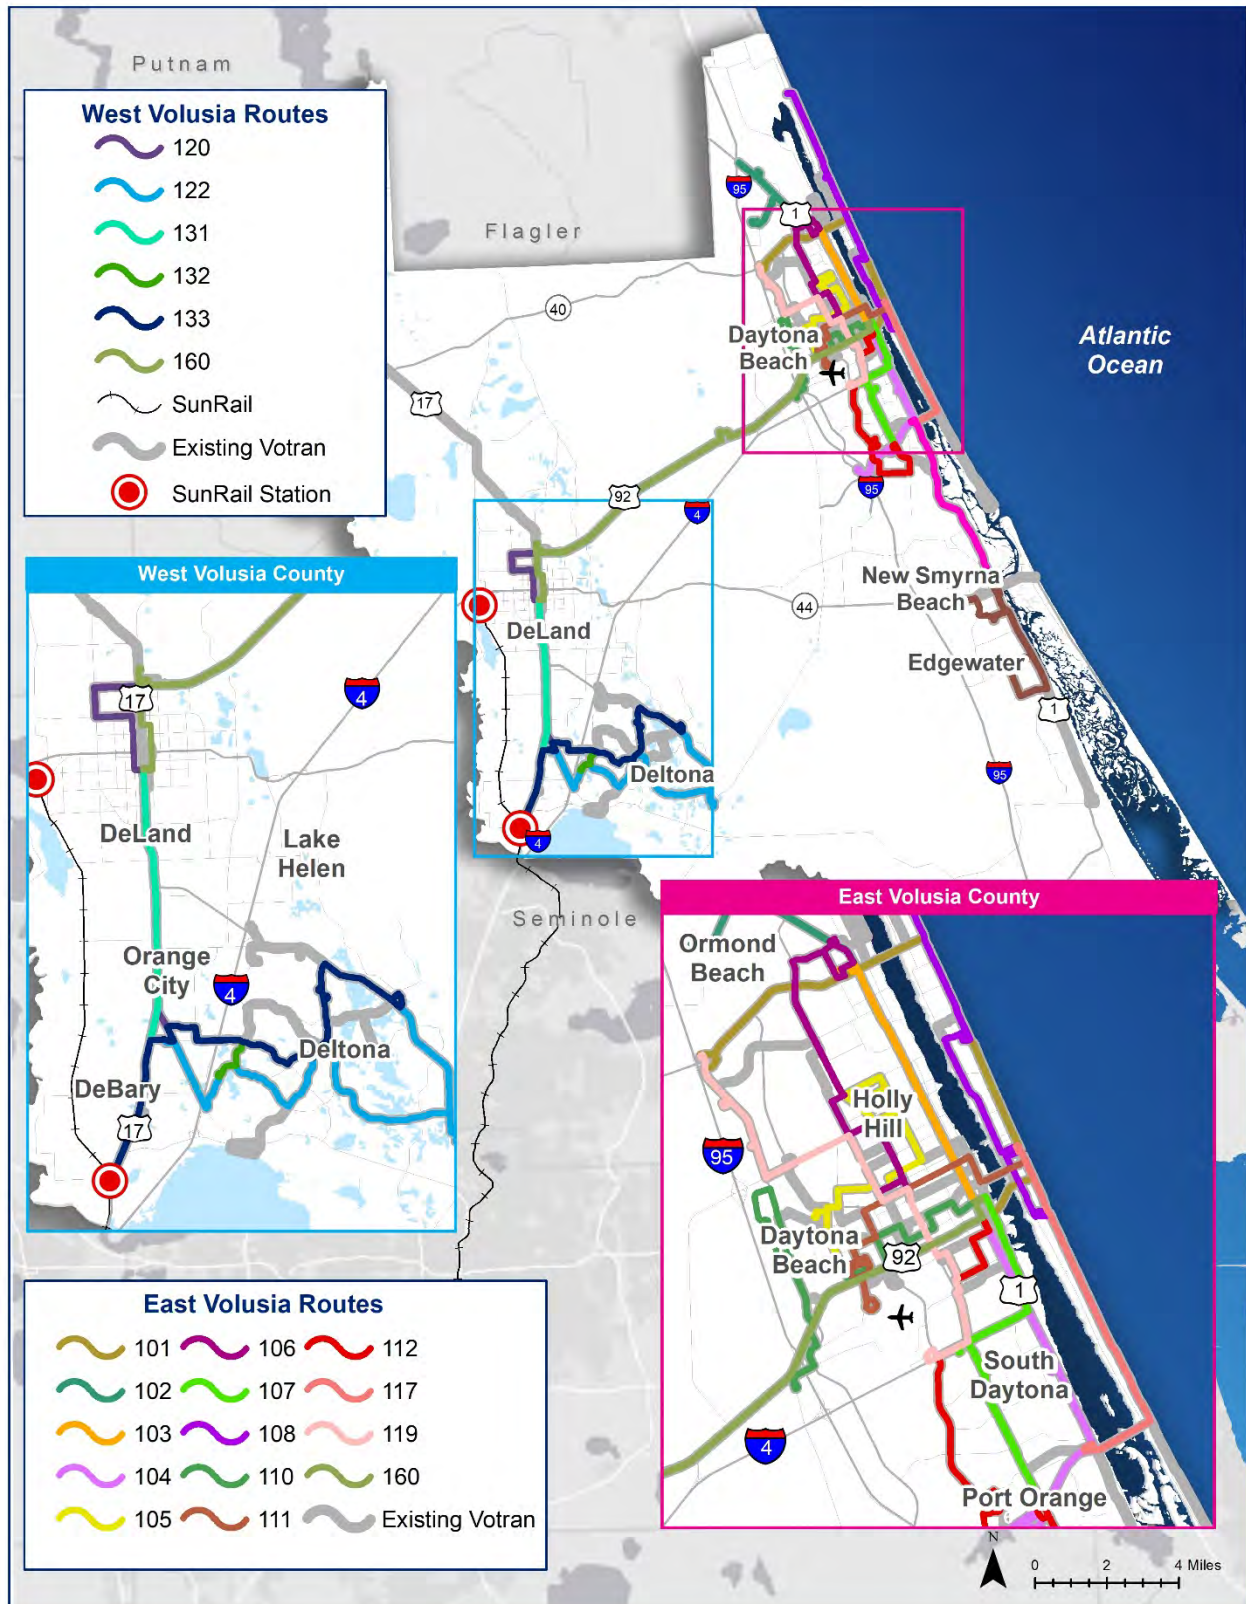 Putnam
West Volusia Routes
120
122
131
132
133
160
SunRail
Existing Votran
SunRail Station
Flagler
95
1
40
Daytona
Beach
Atlantic
Ocean
17
92
95
4
New Smyrna
Beach
44
DeLand
Edgewater
1
95
Deltona
4
Seminole
West Volusia County
17
4
DeLand
Lake
Helen
Orange
City
4
Deltona
DeBary
17
East Volusia County
Ormond
Beach
Holly
Hill
95
Daytona
Beach
92
1
South
Daytona
4
Port Orange
East Volusia Routes
101 106 112
102 107 117
103 108 119
104 110 160
105 111 Existing Votran
N
0 2 4 Miles